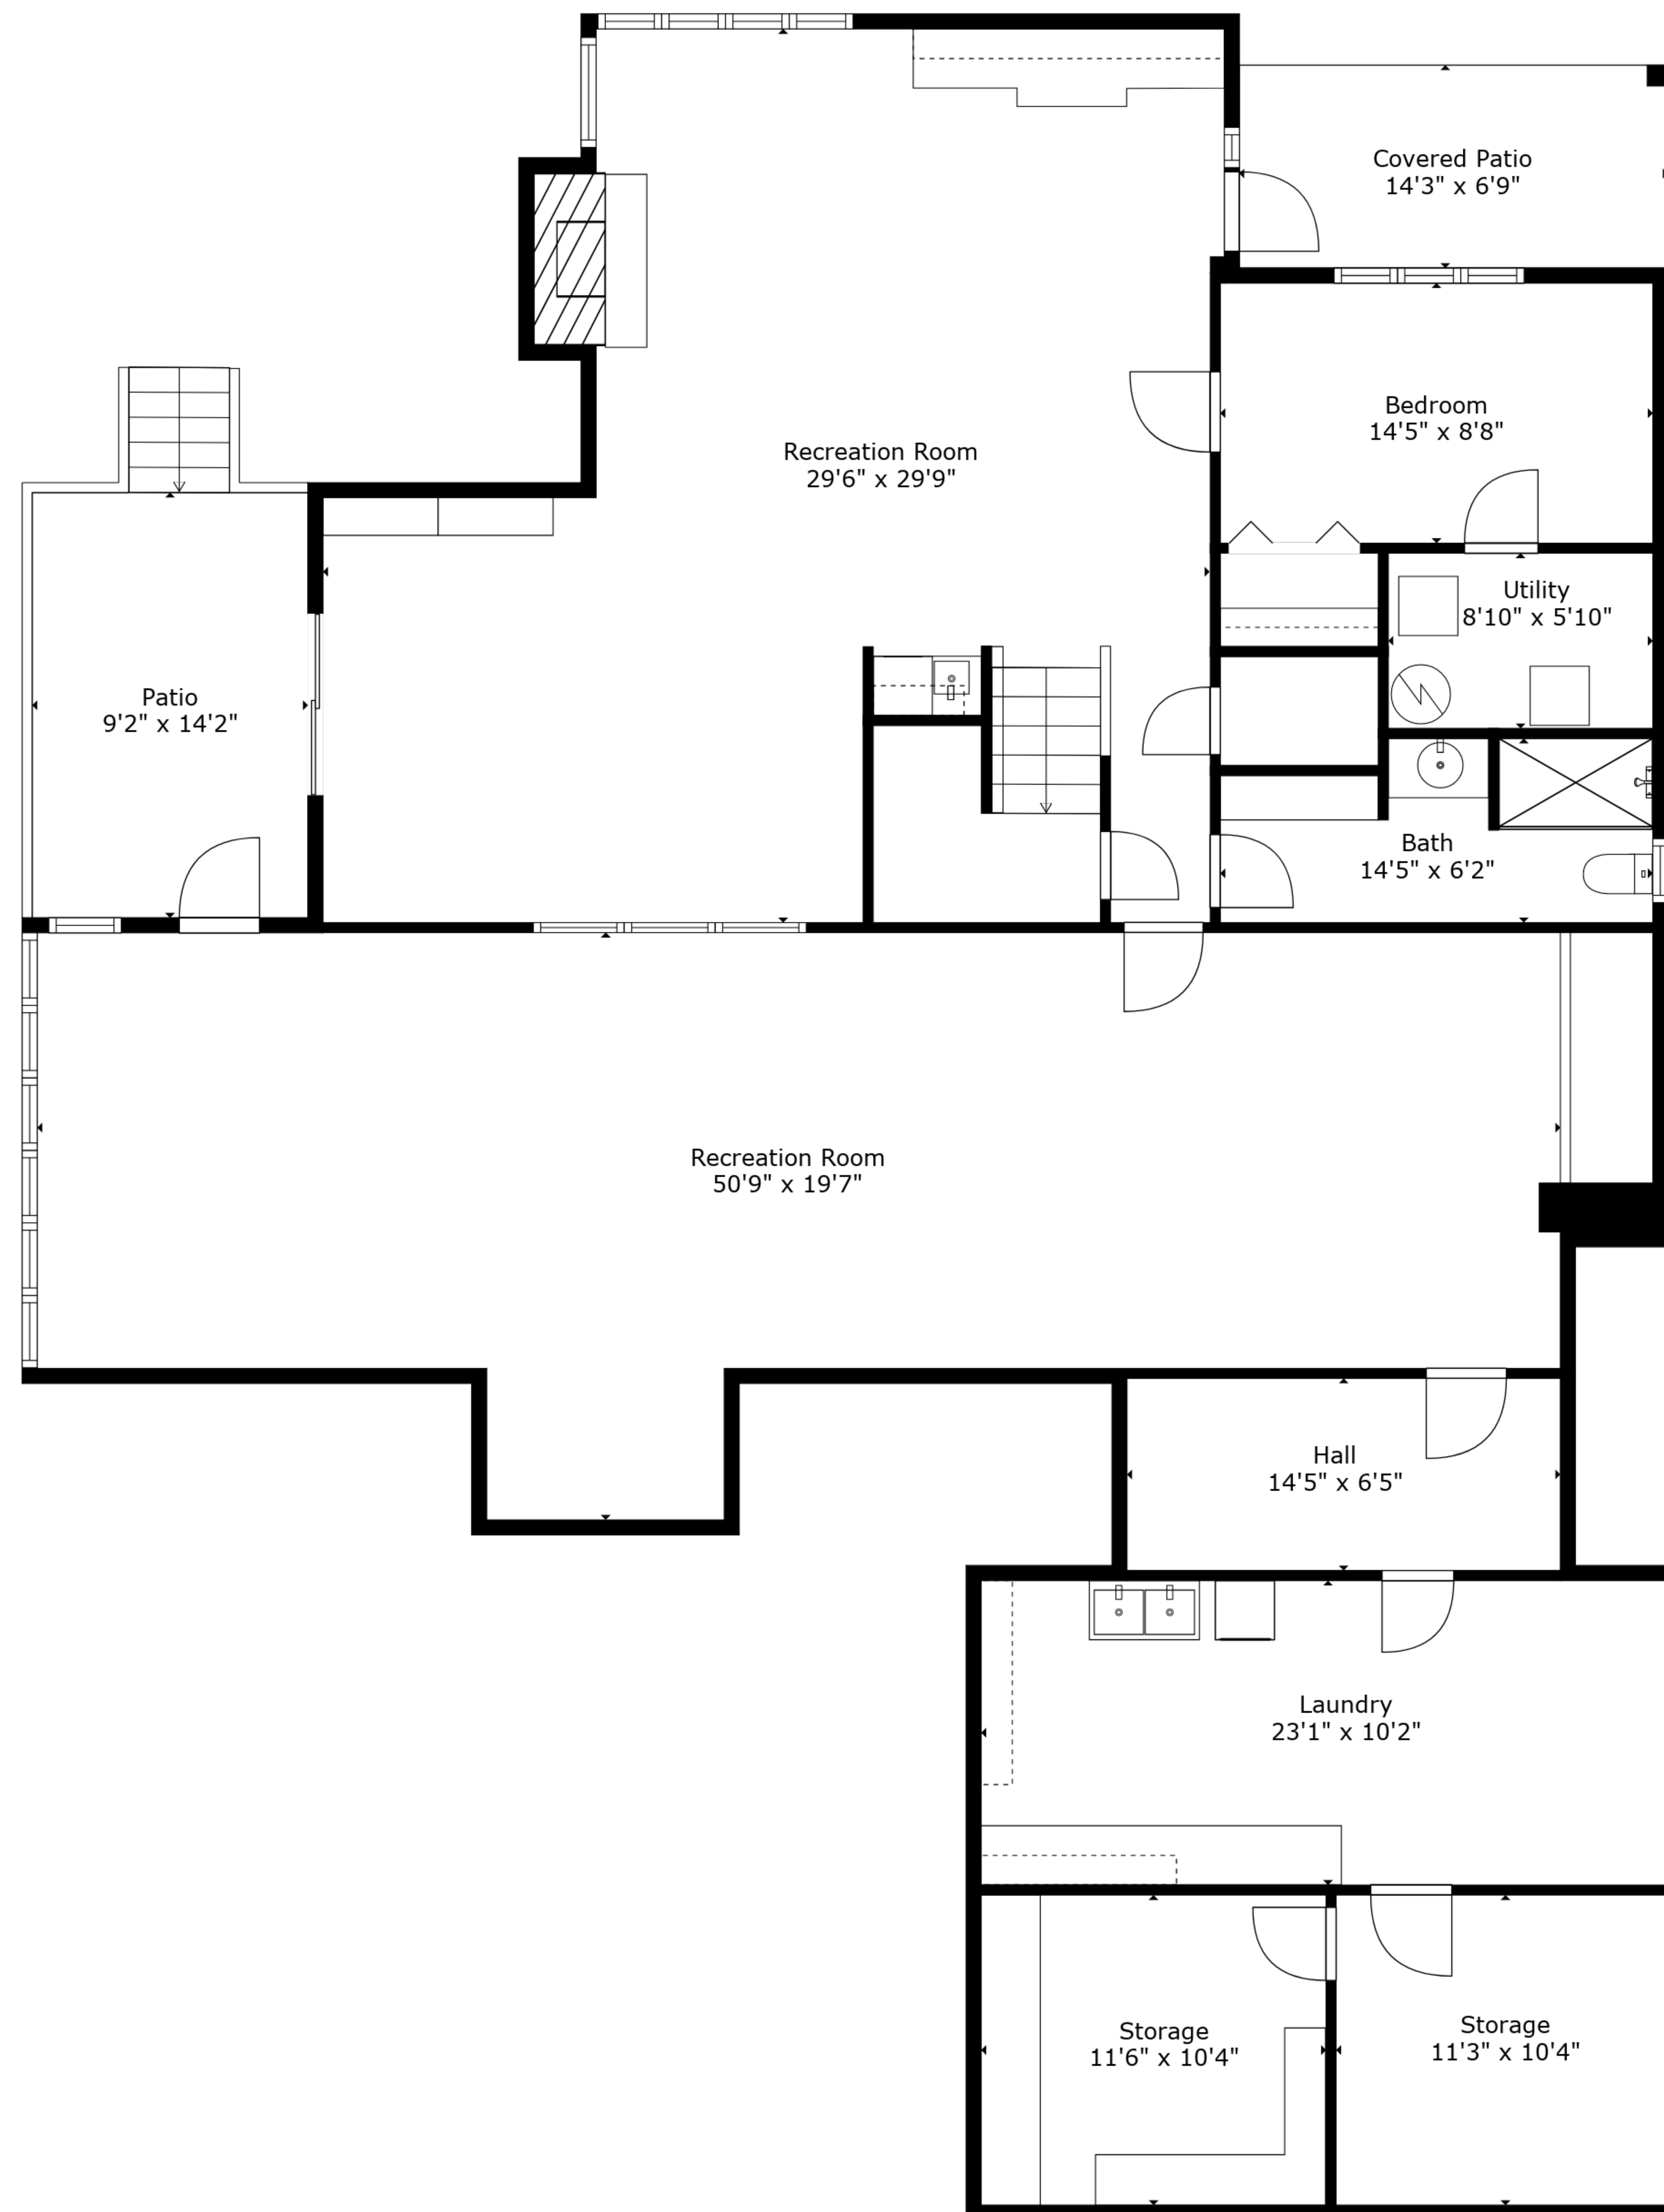 Covered Patio
14'3" x 6'9"
Bedroom
14'5" x 8'8"
Recreation Room
29'6" x 29'9"
Utility
8'10" x 5'10"
Patio
9'2" x 14'2"
Bath
14'5" x 6'2"
Recreation Room
50'9" x 19'7"
Hall
14'5" x 6'5"
Laundry
23'1" x 10'2"
Storage
11'6" x 10'4"
Storage
11'3" x 10'4"